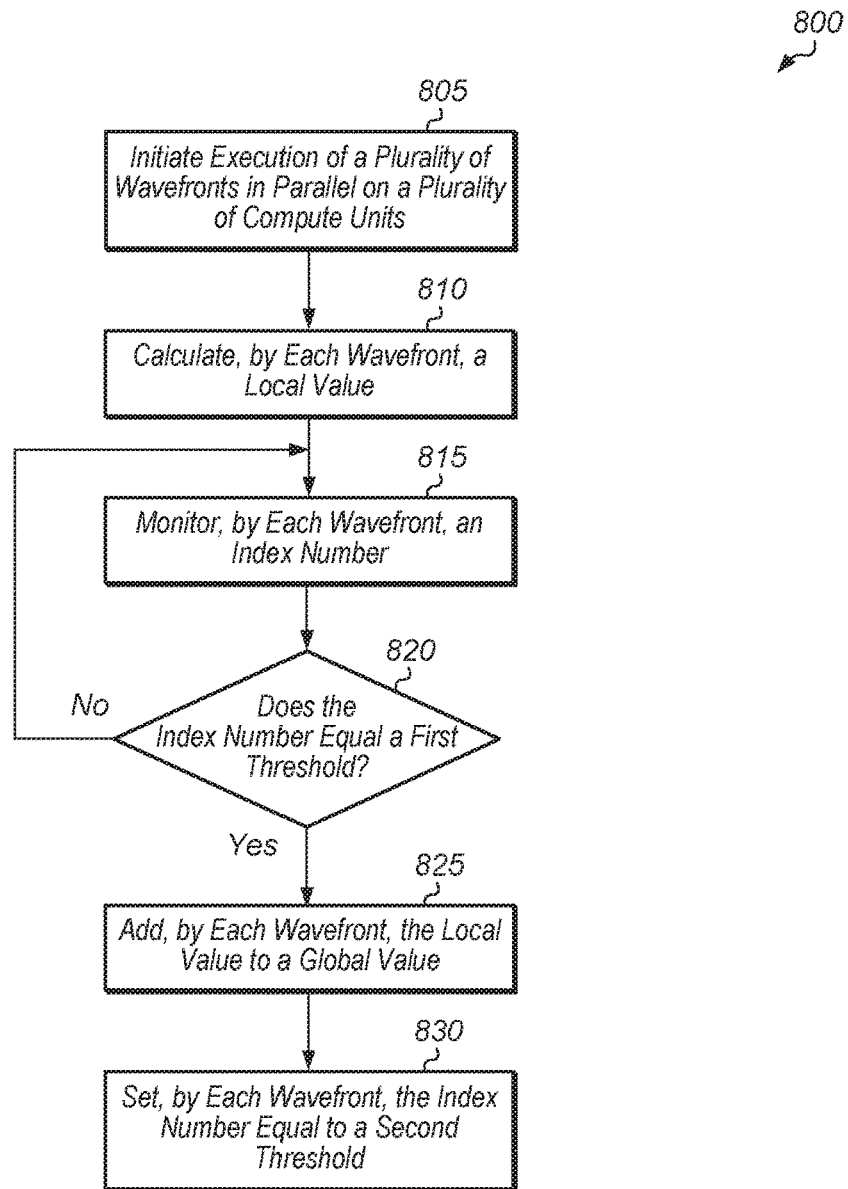 800
805
Initiate Execution of a Plurality of
Wavefronts in Parallel on a Plurality
of Compute Units
810
Calculate, by Each Wavefront, a
Local Value
815
Monitor, by Each Wavefront, an
Index Number
820
No
Does the
Index Number Equal a First
Threshold?
Yes
825
Add, by Each Wavefront, the Local
Value to a Global Value
830
Set, by Each Wavefront, the Index
Number Equal to a Second
Threshold